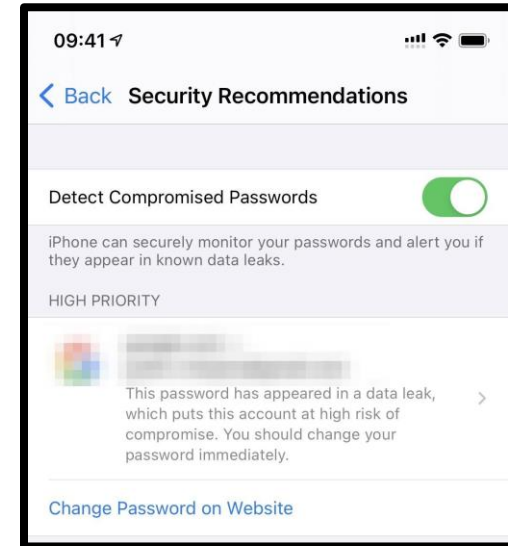 09:41
Back Security Recommendations
Detect Compromised Passwords
iPhone can securely monitor your passwords and alert you if
they appear in known data leaks.
HIGH PRIORITY
This password has appeared in a data leak,
which puts this account at high risk of
compromise. You should change your
password immediately.
Change Password on Website